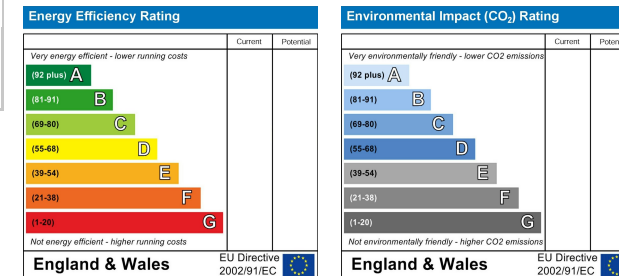 Energy Efficiency Rating
Current Potential
Very energy efficient - lower running costs
(92 plus) A
(81-91) B
(69-80) C
(55-68) D
(39-54) E
(21-38) F
(1-20) G
Not energy efficient - higher running costs
England & Wales
EU Directive
2002/91/EC
Environmental Impact (CO₂) Rating
Current Poten
Very environmentally friendly - lower CO2 emissions
(92 plus) A
(81-91) B
(69-80) C
(55-68) D
(39-54) E
(21-38) F
(1-20) G
Not environmentally friendly - higher CO2 emissions
England & Wales
EU Directive
2002/91/EC